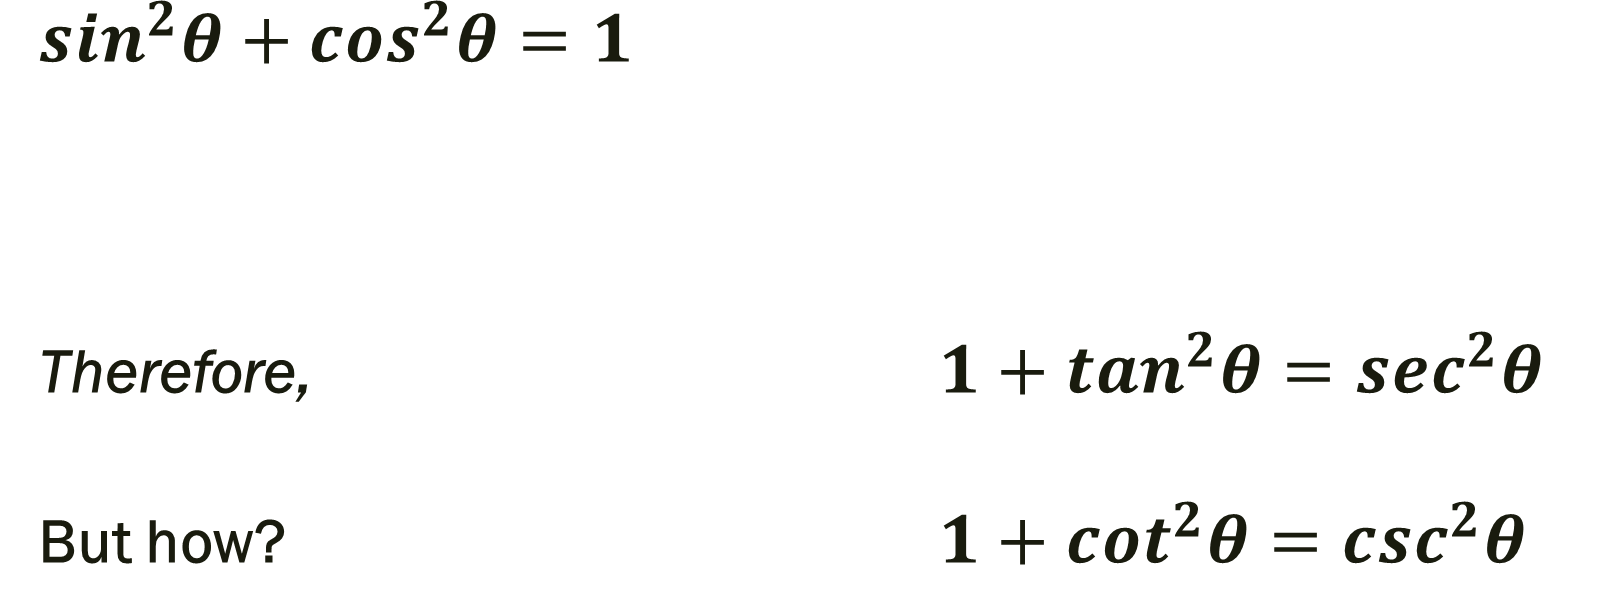 sin²θ + cos²θ = 1
Therefore, 1 + tan²θ = sec²θ
But how? 1 + cot²θ = csc²θ